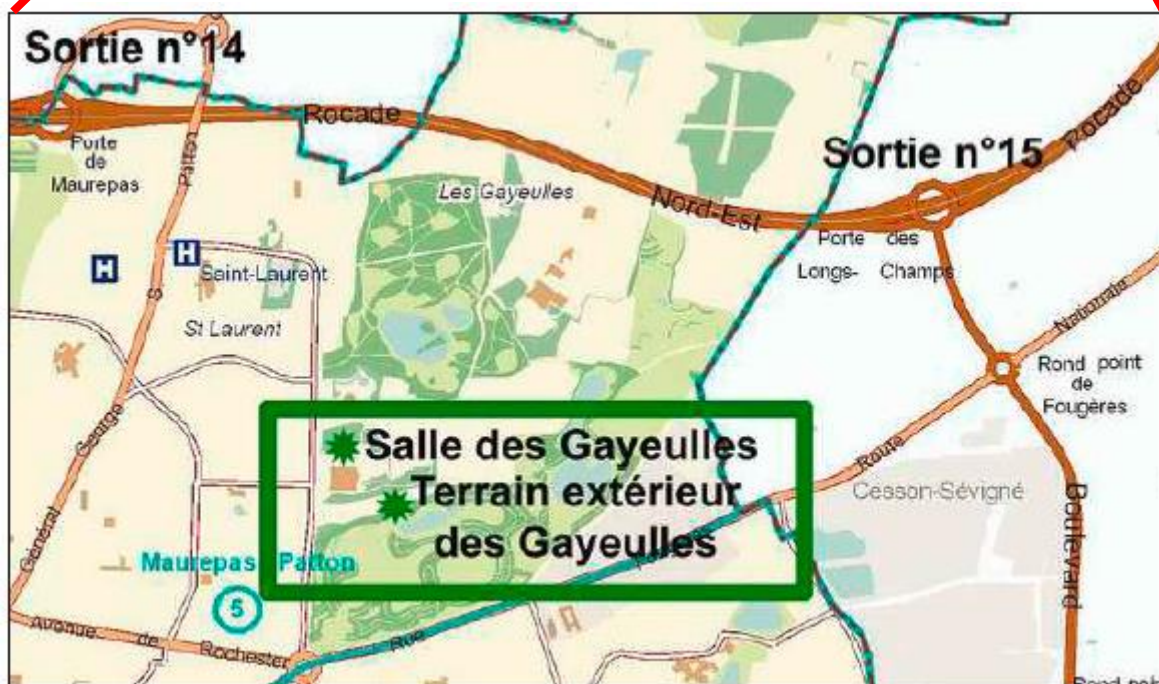 Sortie n°14
Rocade
Porte
de
Maurepas
Patton
Les Gayeulles
Sortie n°15
Rocade
Nord-Est
Porte des
Longs- Champs
H
H
Saint-Laurent
St Laurent
Nationale
Rond point
de
Fougères
George
S
Salle des Gayeulles
Terrain extérieur
des Gayeulles
Route
Cesson-Sévigné
Général
Maurepas Patton
5
Boulevard
Avenue de Rochester
Rue